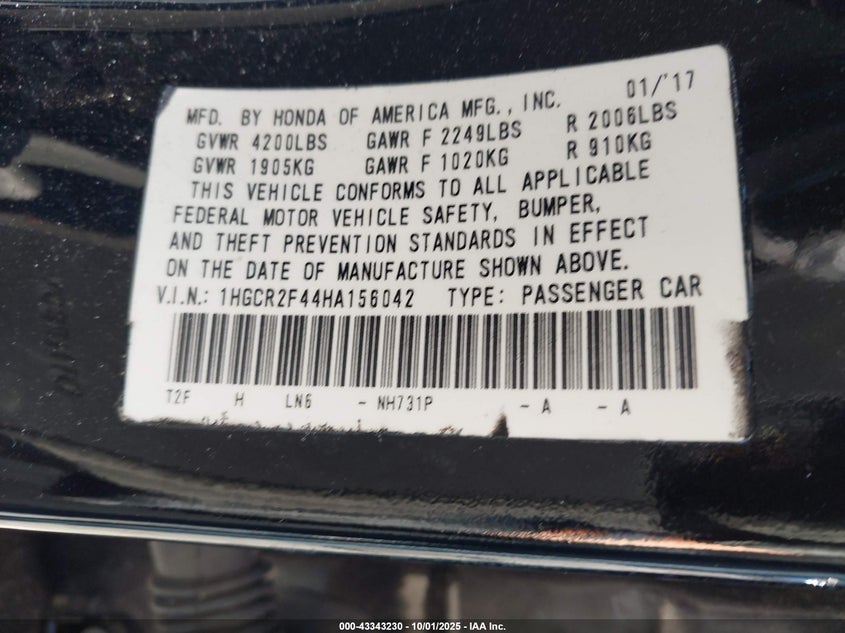 MFD. BY HONDA OF AMERICA MFG., INC. 01/'17
GVWR 4200LBS GAWR F 2249LBS R 2006LBS
GVWR 1905KG GAWR F 1020KG R 910KG
THIS VEHICLE CONFORMS TO ALL APPLICABLE
FEDERAL MOTOR VEHICLE SAFETY, BUMPER,
AND THEFT PREVENTION STANDARDS IN EFFECT
ON THE DATE OF MANUFACTURE SHOWN ABOVE.
V.I.N.: 1HGCR2F44HA156042 TYPE: PASSENGER CAR
T2F H LN6 - NH731P - A - A
000-43343230 - 10/01/2025 - IAA Inc.